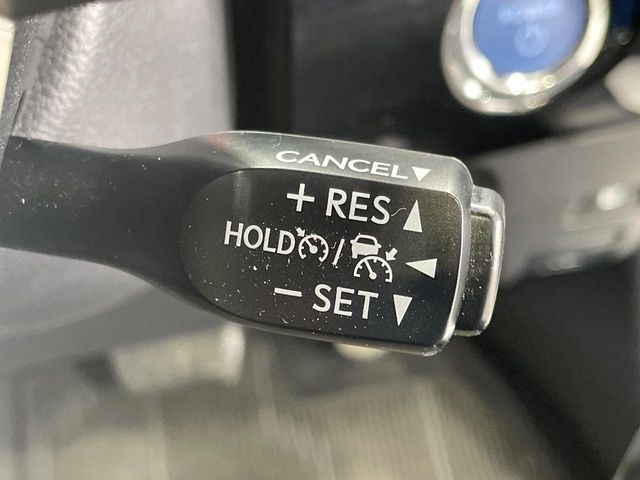 CANCEL▼
+ RES ▲
HOLD / ◀
− SET ▼